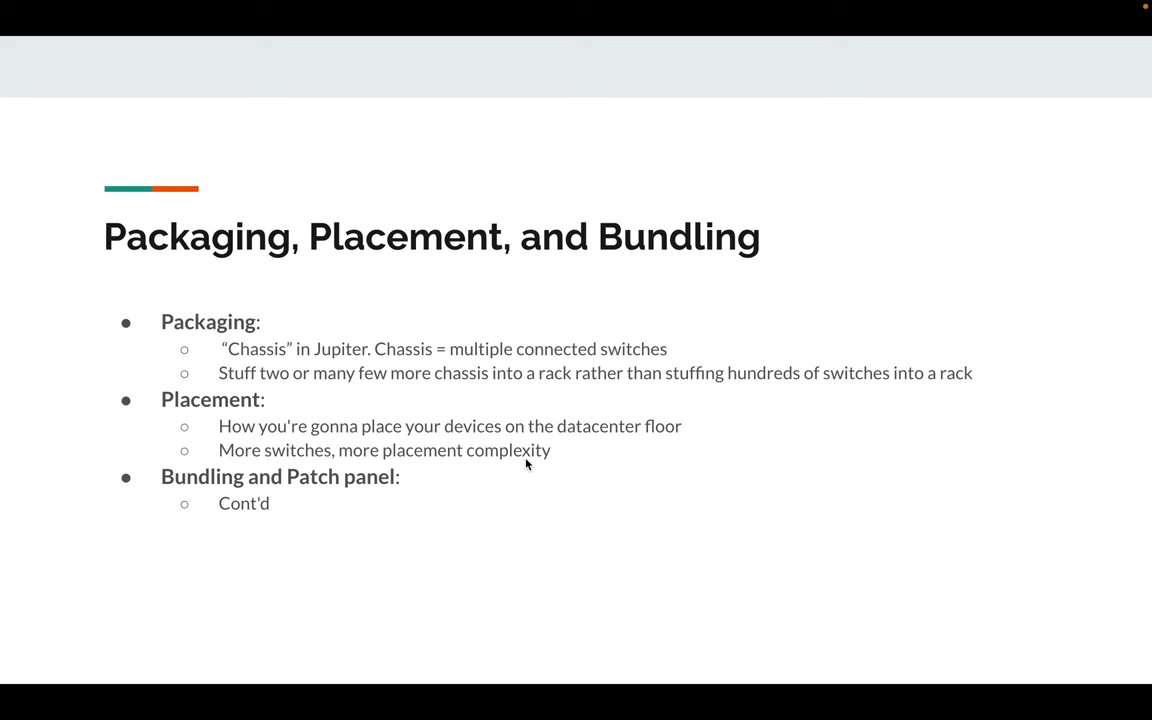 Packaging, Placement, and Bundling
● Packaging:
○ “Chassis” in Jupiter. Chassis = multiple connected switches
○ Stuff two or many few more chassis into a rack rather than stuffing hundreds of switches into a rack
● Placement:
○ How you're gonna place your devices on the datacenter floor
○ More switches, more placement complexity
● Bundling and Patch panel:
○ Cont'd